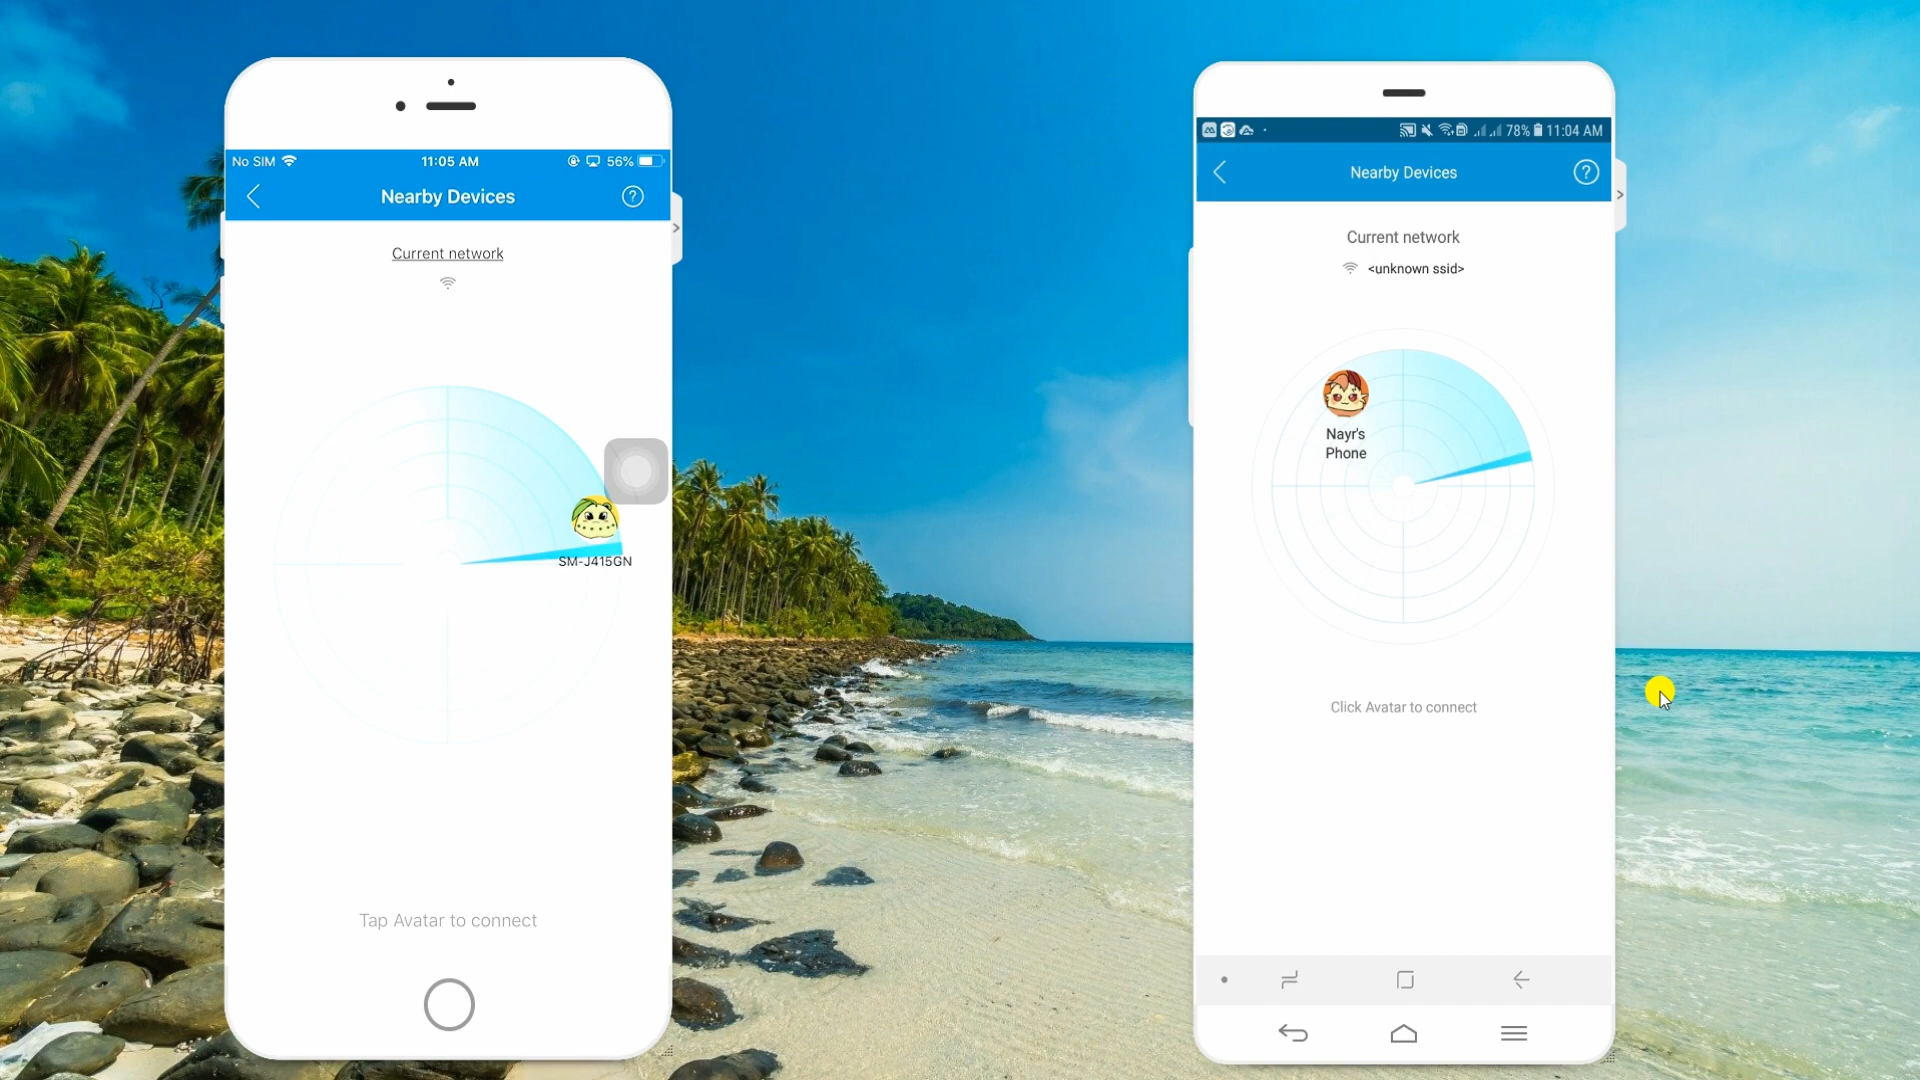 No SIM
11:05 AM
56%
Nearby Devices
Current network
SM-J415GN
Tap Avatar to connect
78%
11:04 AM
Nearby Devices
Current network
<unknown ssid>
Nayr's
Phone
Click Avatar to connect